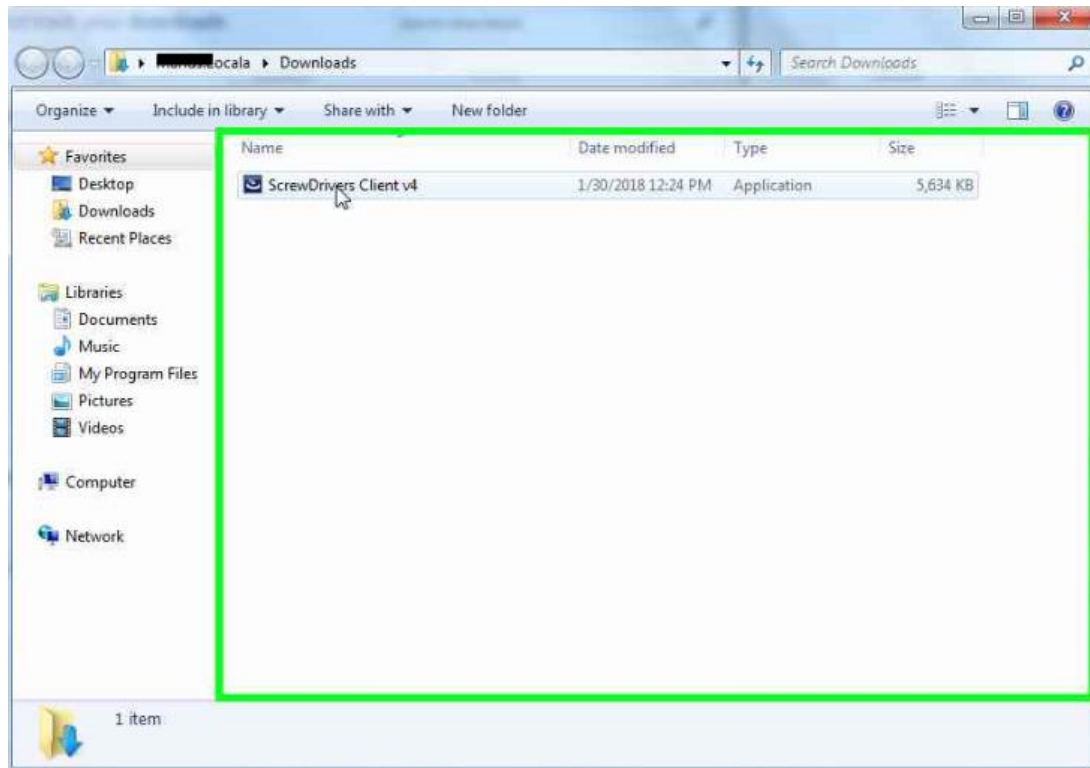 ocala ▸ Downloads
Search Downloads
Organize ▾ Include in library ▾ Share with ▾ New folder
Favorites
Desktop
Downloads
Recent Places
Libraries
Documents
Music
My Program Files
Pictures
Videos
Computer
Network
Name Date modified Type Size
ScrewDrivers Client v4 1/30/2018 12:24 PM Application 5,634 KB
1 item